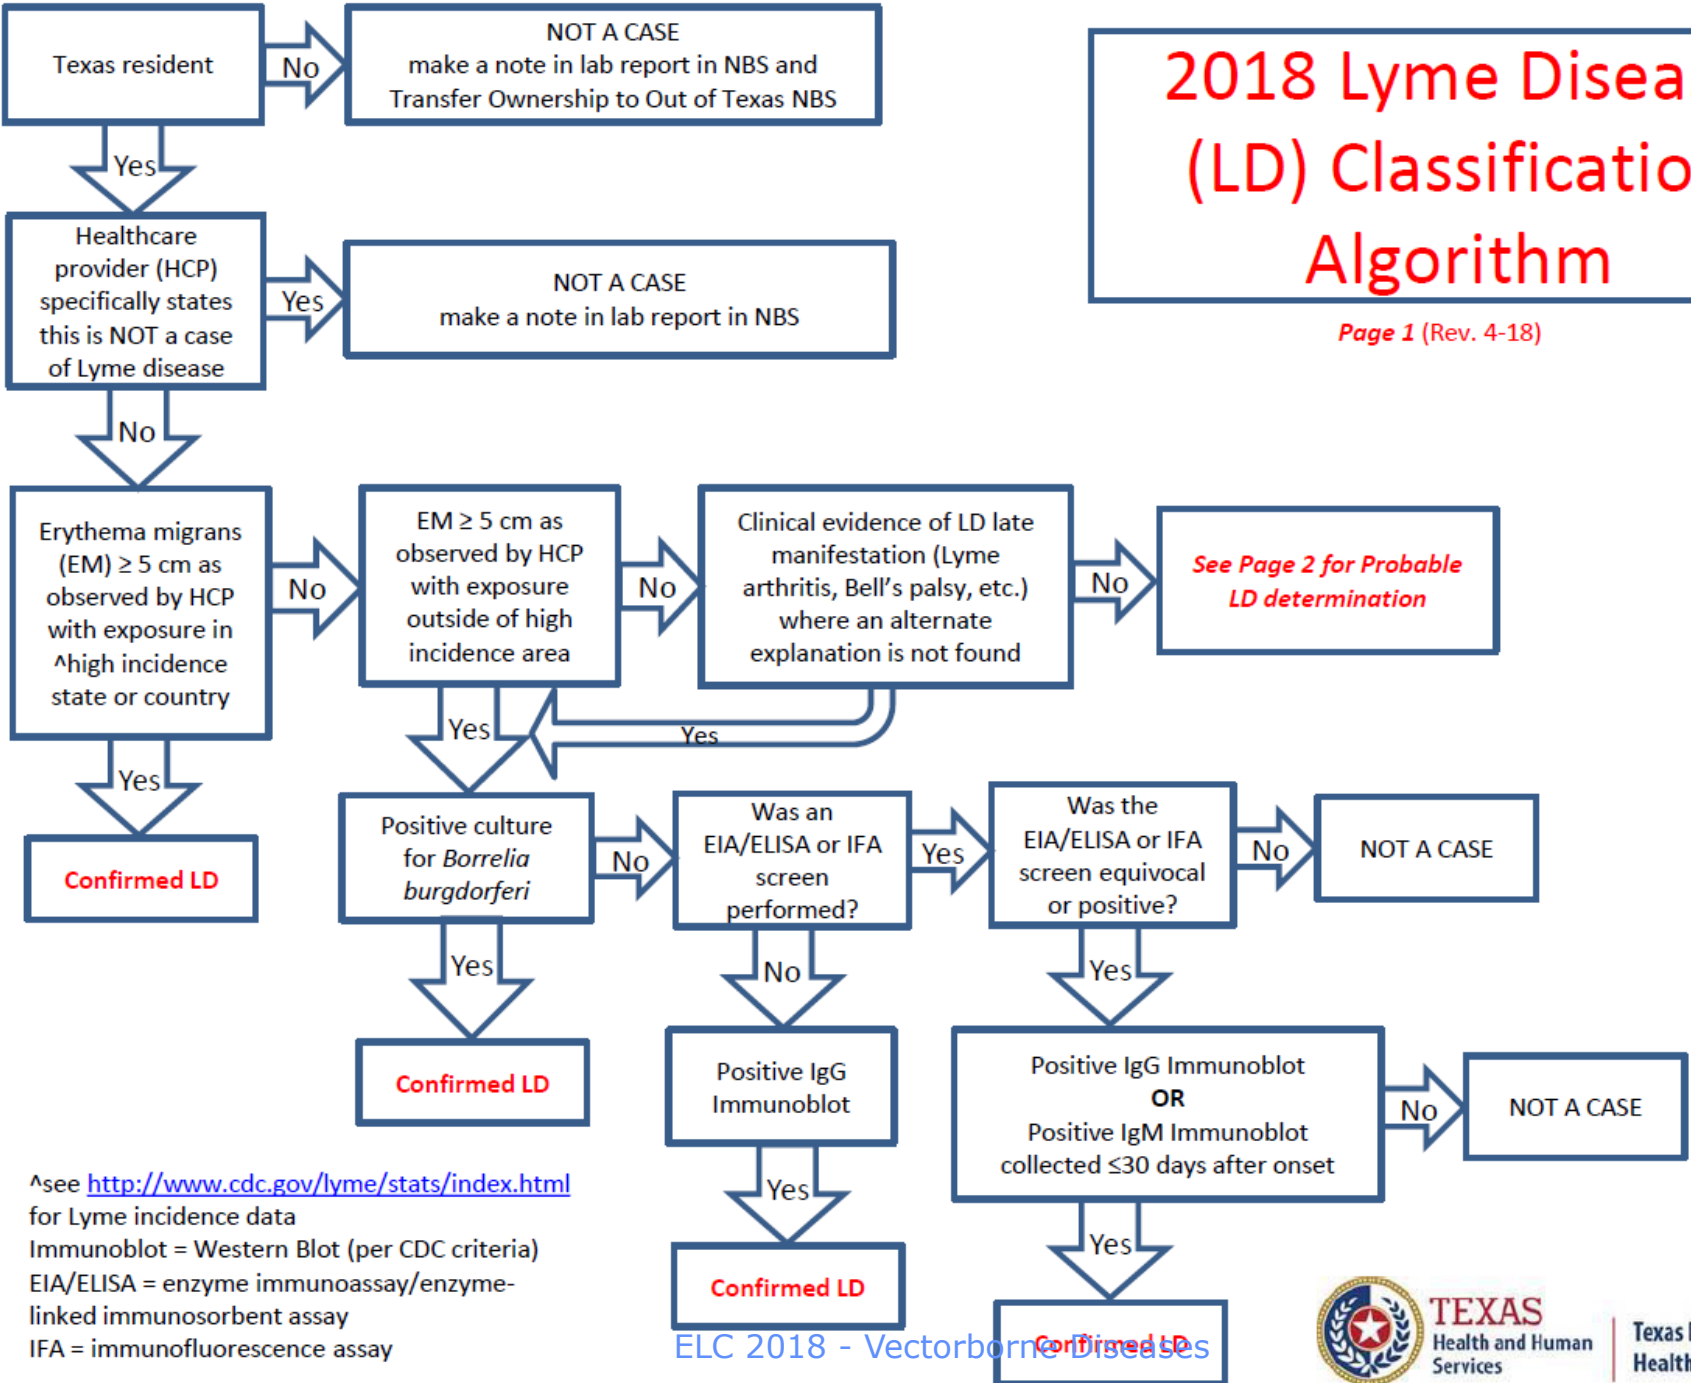 Texas resident
No
NOT A CASE
make a note in lab report in NBS and
Transfer Ownership to Out of Texas NBS
2018 Lyme Disea
(LD) Classificatio
Algorithm
Page 1 (Rev. 4-18)
Yes
Healthcare
provider (HCP)
specifically states
this is NOT a case
of Lyme disease
Yes
NOT A CASE
make a note in lab report in NBS
No
Erythema migrans
(EM) ≥ 5 cm as
observed by HCP
with exposure in
^high incidence
state or country
No
EM ≥ 5 cm as
observed by HCP
with exposure
outside of high
incidence area
No
Clinical evidence of LD late
manifestation (Lyme
arthritis, Bell's palsy, etc.)
where an alternate
explanation is not found
No
See Page 2 for Probable
LD determination
Yes
Yes
Yes
Confirmed LD
Positive culture
for Borrelia
burgdorferi
No
Was an
EIA/ELISA or IFA
screen
performed?
Yes
Was the
EIA/ELISA or IFA
screen equivocal
or positive?
No
NOT A CASE
Yes
No
Yes
Confirmed LD
Positive IgG
Immunoblot
Positive IgG Immunoblot
OR
Positive IgM Immunoblot
collected ≤30 days after onset
No
NOT A CASE
Yes
Yes
Confirmed LD
Confirmed LD
^see http://www.cdc.gov/lyme/stats/index.html
for Lyme incidence data
Immunoblot = Western Blot (per CDC criteria)
EIA/ELISA = enzyme immunoassay/enzyme-
linked immunosorbent assay
IFA = immunofluorescence assay
ELC 2018 - Vectorborne Diseases
TEXAS
Health and Human
Services
Texas
Health